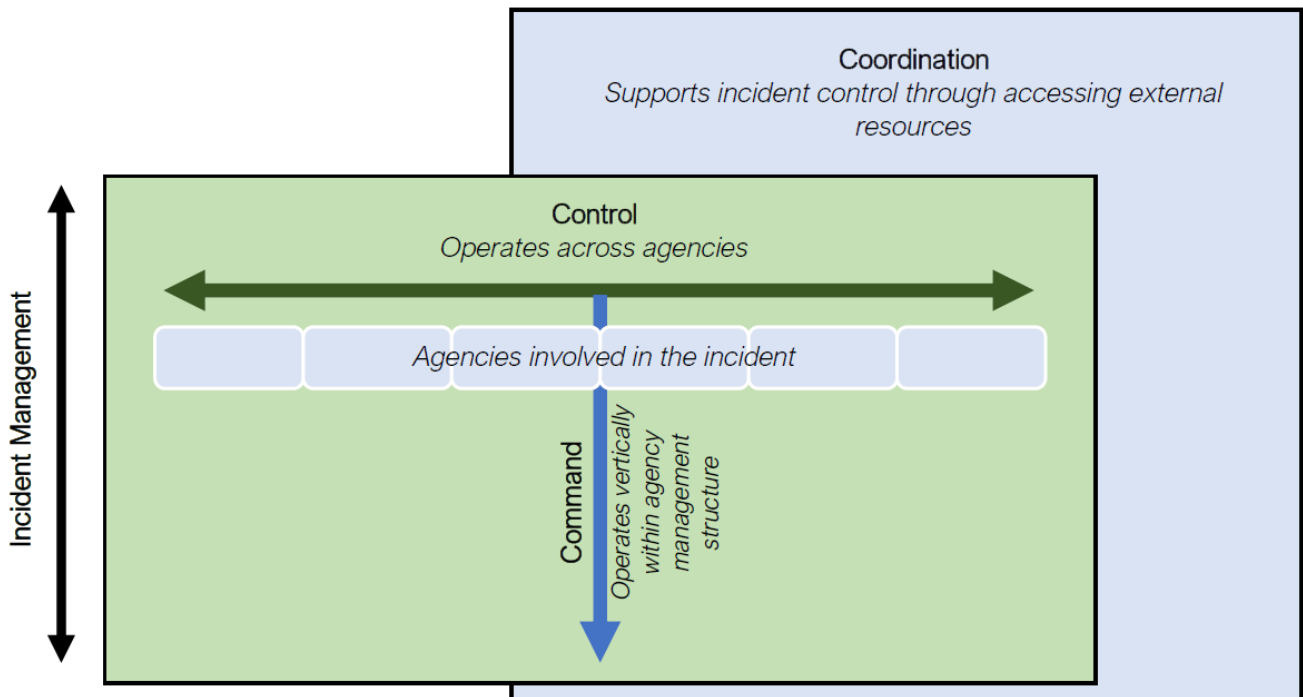 Coordination
Supports incident control through accessing external
resources
Control
Operates across agencies
Agencies involved in the incident
Incident Management
Command
Operates vertically
within agency
management
structure